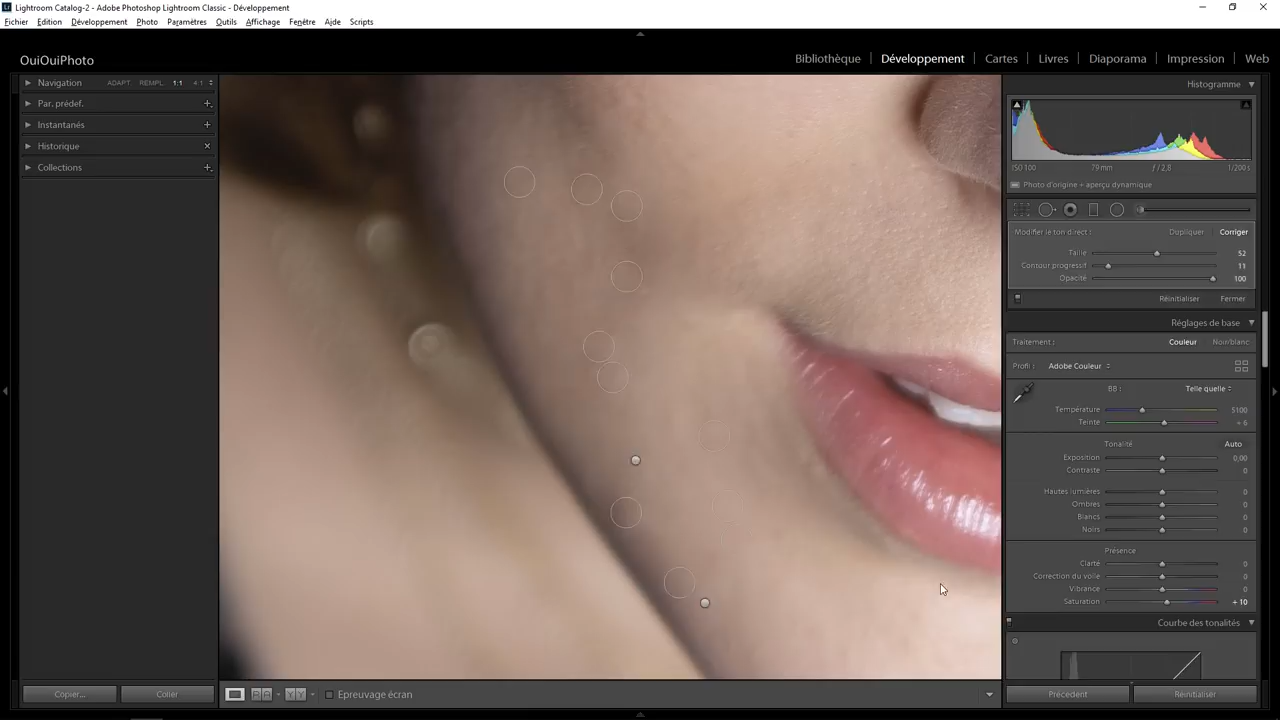 Lightroom Catalog-2 - Adobe Photoshop Lightroom Classic - Développement
Fichier Edition Développement Photo Paramètres Outils Affichage Fenêtre Aide Scripts
OuiOuiPhoto
Bibliothèque | Développement | Cartes | Livres | Diaporama | Impression | Web
Navigation ADAPT. REMPL. 1:1 4:1
Par. prédéf.
Instantanés
Historique
Collections
Copier...
Coller
Epreuvage écran
Histogramme
ISO 100 79 mm ƒ / 2,8 1/200 s
Photo d'origine + aperçu dynamique
Modifier le ton direct : Dupliquer Corriger
Taille 52
Contour progressif 11
Opacité 100
Réinitialiser Fermer
Réglages de base
Traitement : Couleur Noir/blanc
Profil : Adobe Couleur
BB : Telle quelle
Température 5100
Teinte + 6
Tonalité Auto
Exposition 0,00
Contraste 0
Hautes lumières 0
Ombres 0
Blancs 0
Noirs 0
Présence
Clarté 0
Correction du voile 0
Vibrance 0
Saturation + 10
Courbe des tonalités
Précédent
Réinitialiser